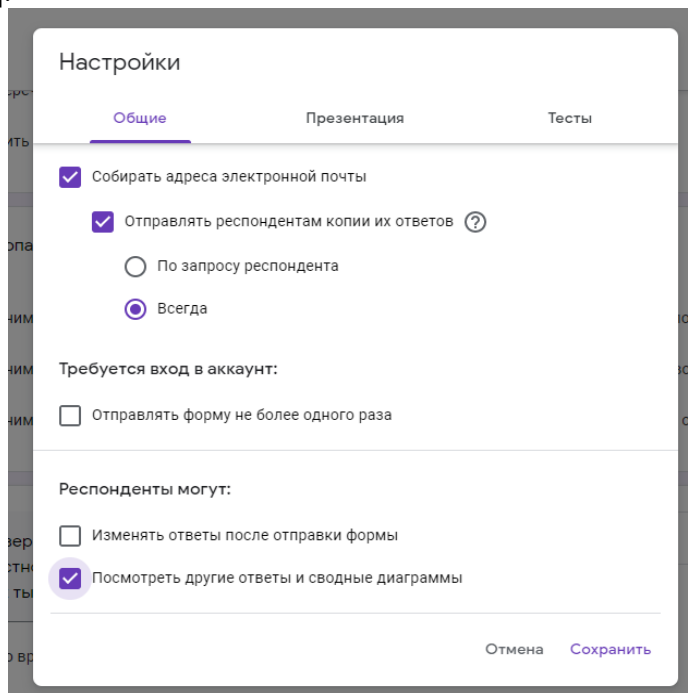 Настройки
Общие Презентация Тесты
Собирать адреса электронной почты
Отправлять респондентам копии их ответов ?
По запросу респондента
Всегда
Требуется вход в аккаунт:
Отправлять форму не более одного раза
Респонденты могут:
Изменять ответы после отправки формы
Посмотреть другие ответы и сводные диаграммы
Отмена Сохранить